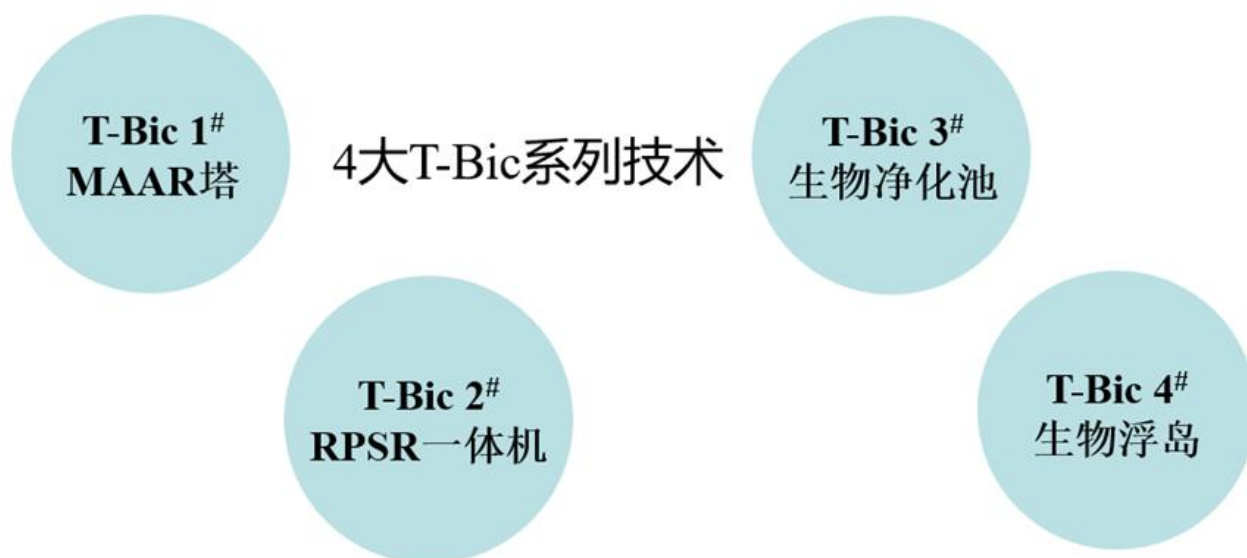 T-Bic 1#
MAAR塔
4大T-Bic系列技术
T-Bic 3#
生物净化池
T-Bic 2#
RPSR一体机
T-Bic 4#
生物浮岛